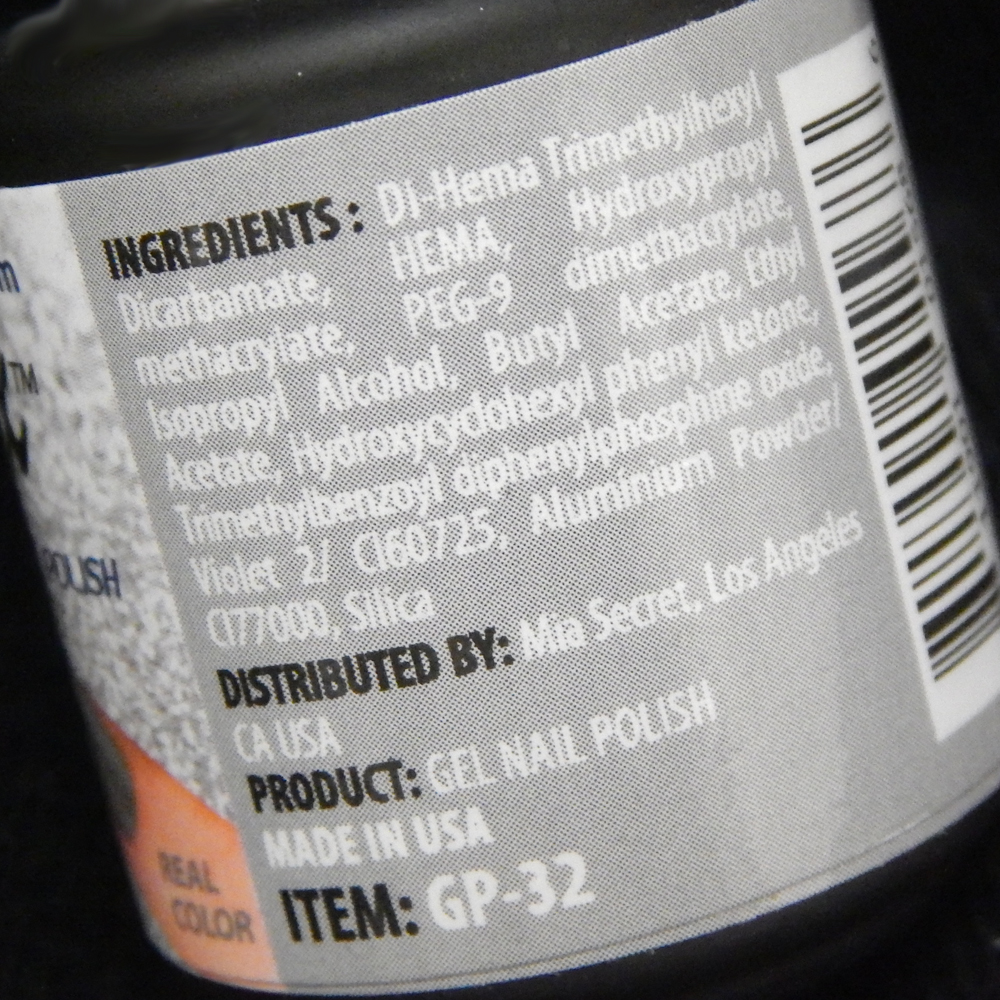 m
TM
POLISH
REAL
COLOR
INGREDIENTS : Di-Hema Trimethylhexyl
Dicarbamate, HEMA, Hydroxypropyl
methacrylate, PEG-9 dimethacrylate,
Isopropyl Alcohol, Butyl Acetate, Ethyl
Acetate, Hydroxycyclohexyl phenyl ketone,
Trimethylbenzoyl diphenylphosphine oxide,
Violet 2/ CI60725, Aluminium Powder/
CI77000, Silica
DISTRIBUTED BY: Mia Secret, Los Angeles
CA USA
PRODUCT: GEL NAIL POLISH
MADE IN USA
ITEM: GP-32